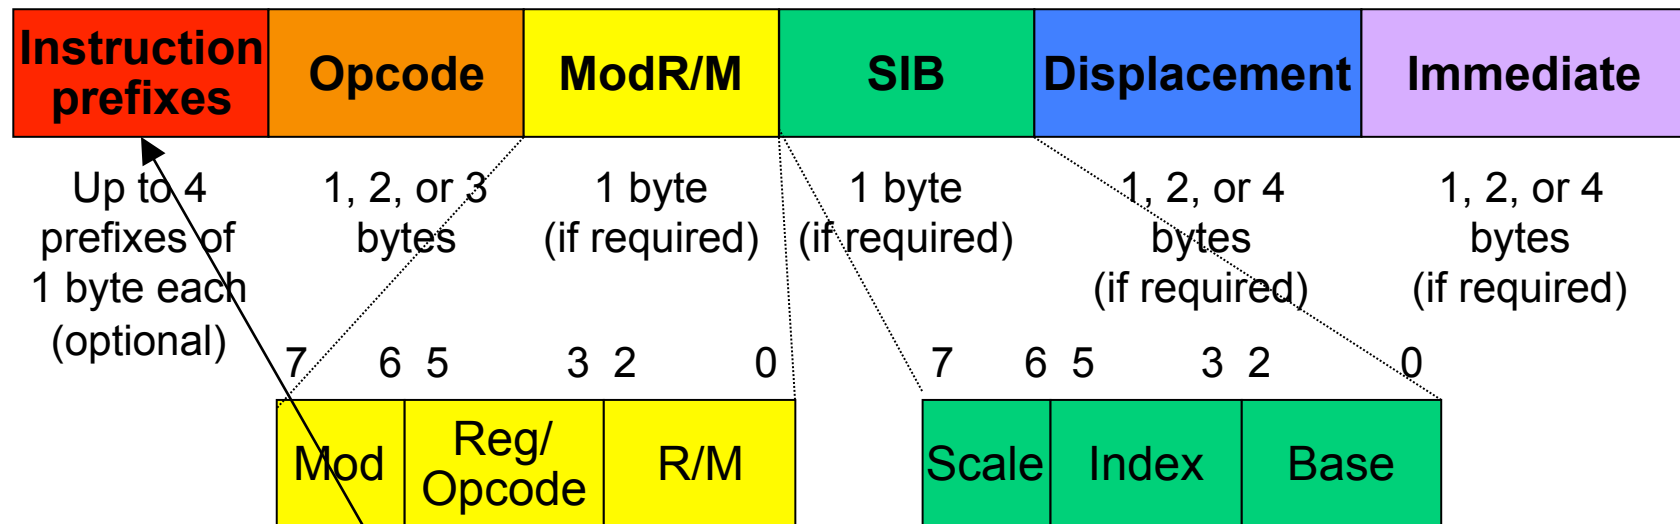 Instruction prefixes
Opcode
ModR/M
SIB
Displacement
Immediate
Up to 4
prefixes of
1 byte each
(optional)
1, 2, or 3
bytes
1 byte
(if required)
1 byte
(if required)
1, 2, or 4
bytes
(if required)
1, 2, or 4
bytes
(if required)
7 6 5 3 2 0
Mod
Reg/
Opcode
R/M
7 6 5 3 2 0
Scale
Index
Base